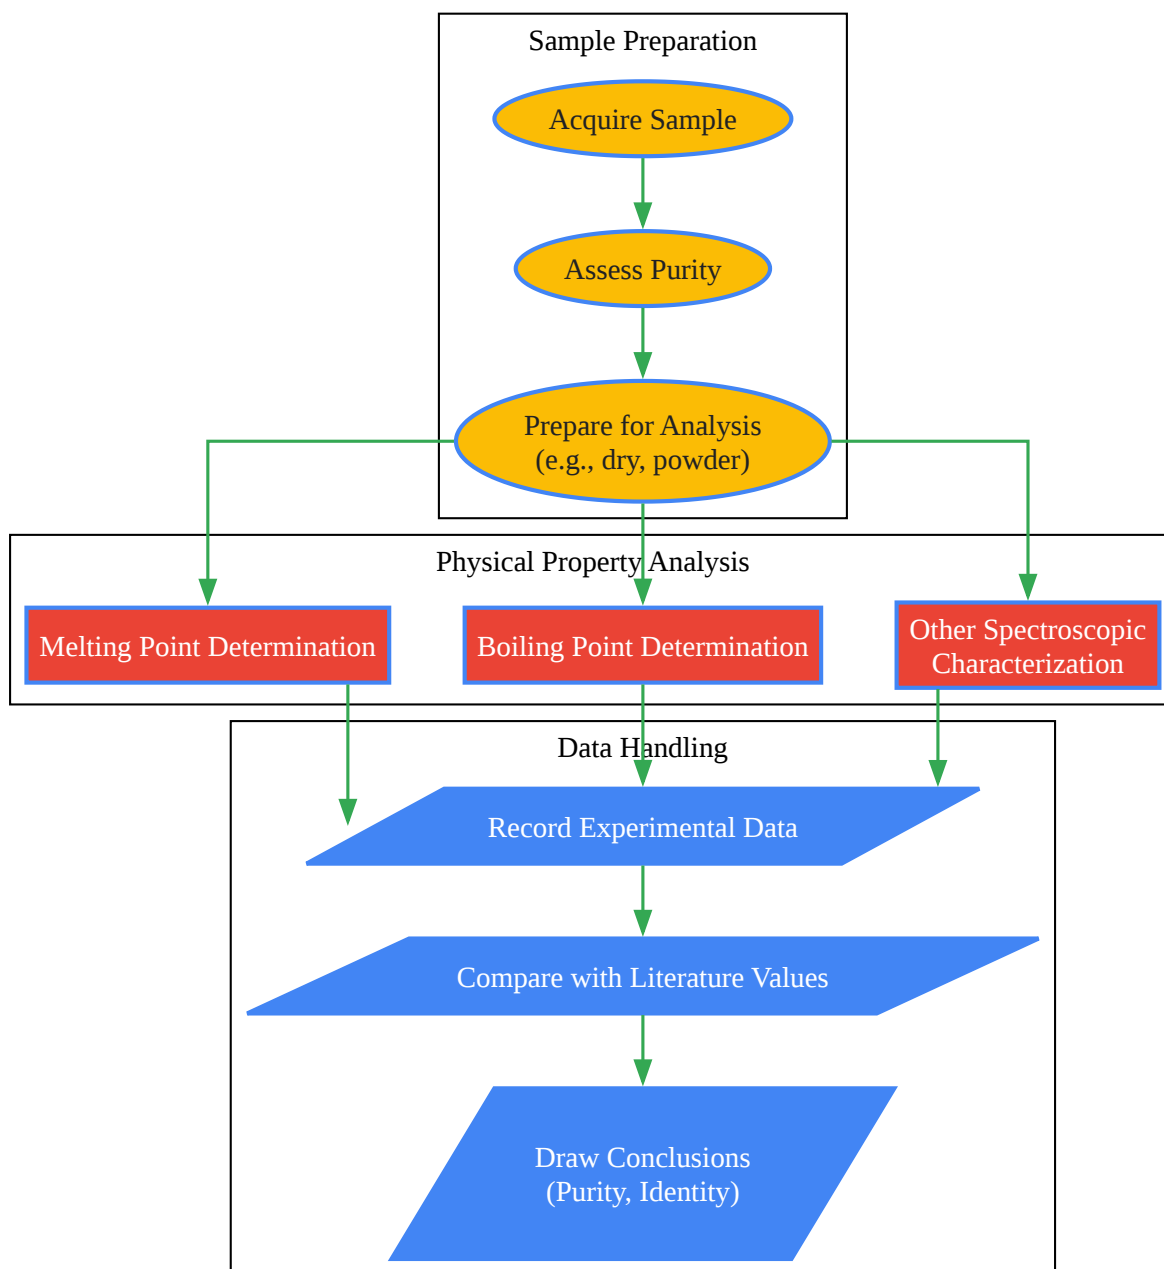 Sample Preparation
Acquire Sample
Assess Purity
Prepare for Analysis
(e.g., dry, powder)
Physical Property Analysis
Melting Point Determination
Boiling Point Determination
Other Spectroscopic
Characterization
Data Handling
Record Experimental Data
Compare with Literature Values
Draw Conclusions
(Purity, Identity)